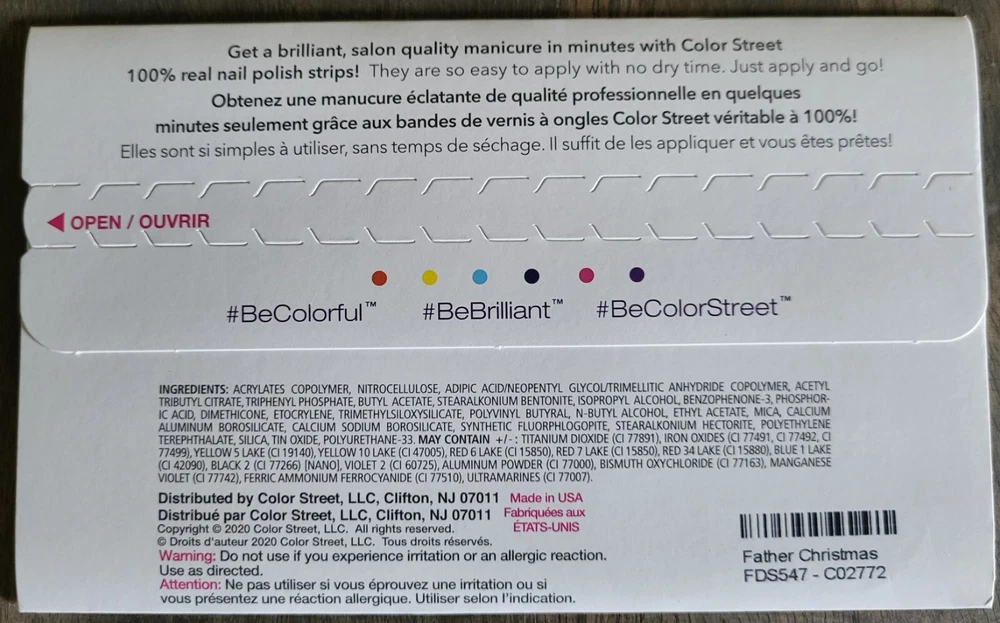 Get a brilliant, salon quality manicure in minutes with Color Street
100% real nail polish strips! They are so easy to apply with no dry time. Just apply and go!
Obtenez une manucure éclatante de qualité professionnelle en quelques
minutes seulement grâce aux bandes de vernis à ongles Color Street véritable à 100%!
Elles sont si simples à utiliser, sans temps de séchage. Il suffit de les appliquer et vous êtes prêtes!
◀ OPEN / OUVRIR
#BeColorful™ #BeBrilliant™ #BeColorStreet™
INGREDIENTS: ACRYLATES COPOLYMER, NITROCELLULOSE, ADIPIC ACID/NEOPENTYL GLYCOL/TRIMELLITIC ANHYDRIDE COPOLYMER, ACETYL
TRIBUTYL CITRATE, TRIPHENYL PHOSPHATE, BUTYL ACETATE, STEARALKONIUM BENTONITE, ISOPROPYL ALCOHOL, BENZOPHENONE-3, PHOSPHOR-
IC ACID, DIMETHICONE, ETOCRYLENE, TRIMETHYLSILOXYSILICATE, POLYVINYL BUTYRAL, N-BUTYL ALCOHOL, ETHYL ACETATE, MICA, CALCIUM
ALUMINUM BOROSILICATE, CALCIUM SODIUM BOROSILICATE, SYNTHETIC FLUORPHLOGOPITE, STEARALKONIUM HECTORITE, POLYETHYLENE
TEREPHTHALATE, SILICA, TIN OXIDE, POLYURETHANE-33. MAY CONTAIN +/- : TITANIUM DIOXIDE (CI 77891), IRON OXIDES (CI 77491, CI 77492, CI
77499), YELLOW 5 LAKE (CI 19140), YELLOW 10 LAKE (CI 47005), RED 6 LAKE (CI 15850), RED 7 LAKE (CI 15850), RED 34 LAKE (CI 15880), BLUE 1 LAKE
(CI 42090), BLACK 2 (CI 77266) [NANO], VIOLET 2 (CI 60725), ALUMINUM POWDER (CI 77000), BISMUTH OXYCHLORIDE (CI 77163), MANGANESE
VIOLET (CI 77742), FERRIC AMMONIUM FERROCYANIDE (CI 77510), ULTRAMARINES (CI 77007).
Distributed by Color Street, LLC, Clifton, NJ 07011 Made in USA
Distribué par Color Street, LLC, Clifton, NJ 07011 Fabriquées aux
ÉTATS-UNIS
Copyright © 2020 Color Street, LLC. All rights reserved.
© Droits d'auteur 2020 Color Street, LLC. Tous droits réservés.
Warning: Do not use if you experience irritation or an allergic reaction.
Use as directed.
Attention: Ne pas utiliser si vous éprouvez une irritation ou si
vous présentez une réaction allergique. Utiliser selon l'indication.
Father Christmas
FDS547 - C02772